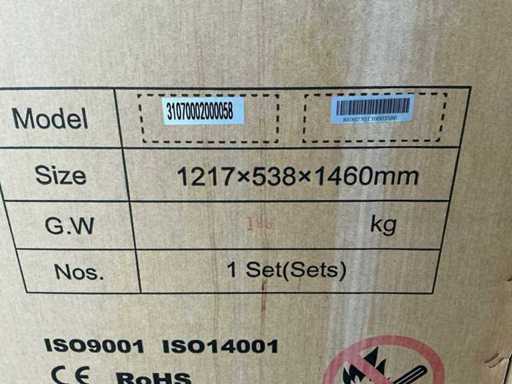 Model 31070002000058
Size 1217×538×1460mm
G.W kg
Nos. 1 Set(Sets)
ISO9001 ISO14001
CE RoHS